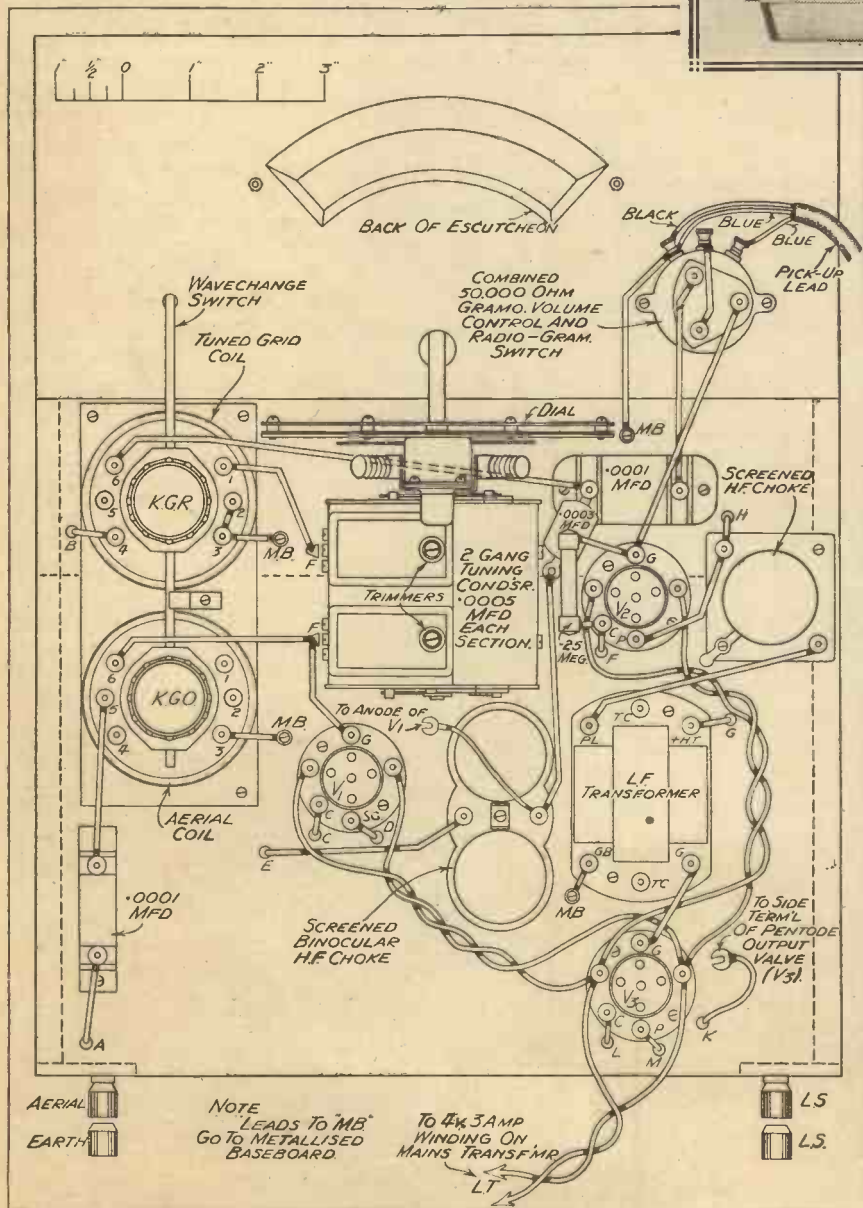 1" ½" 0 1" 2" 3"
BACK OF ESCUTCHEON
BLACK
BLUE
BLUE
PICK-UP
LEAD
WAVECHANGE
SWITCH
TUNED GRID
COIL
COMBINED
50,000 OHM
GRAMO. VOLUME
CONTROL AND
RADIO-GRAM.
SWITCH
DIAL
M.B.
6
1
K.G.R
5
2
B
4
3
M.B.
F
TRIMMERS
2 GANG
TUNING
CONDSR.
.0005
MFD
EACH
SECTION.
.0001
MFD
.0003
MFD
SCREENED
H.F. CHOKE
H
G
V2
C
P
F
.25
MEG.
e
F
6
1
K.G.O
5
2
4
3
M.B.
AERIAL
COIL
TO ANODE OF
V1
G
V1
C
SG
C
D
E
SCREENED
BINOCULAR
H.F. CHOKE
PL
TC
+HT
G
L.F.
TRANSFORMER
GB
G
TC
MB
.0001
MFD
A
TO SIDE
TERM'L
OF PENTODE
OUTPUT
VALVE
(V3).
G
V3
C
P
e
L
M
K
AERIAL
EARTH
NOTE
LEADS TO "MB"
GO TO METALLISED
BASEBOARD.
TO 4V. 3 AMP
WINDING ON
MAINS TRANSF'MR
L.T
LS
L.S.